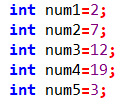 int num1=2;
int num2=7;
int num3=12;
int num4=19;
int num5=3;